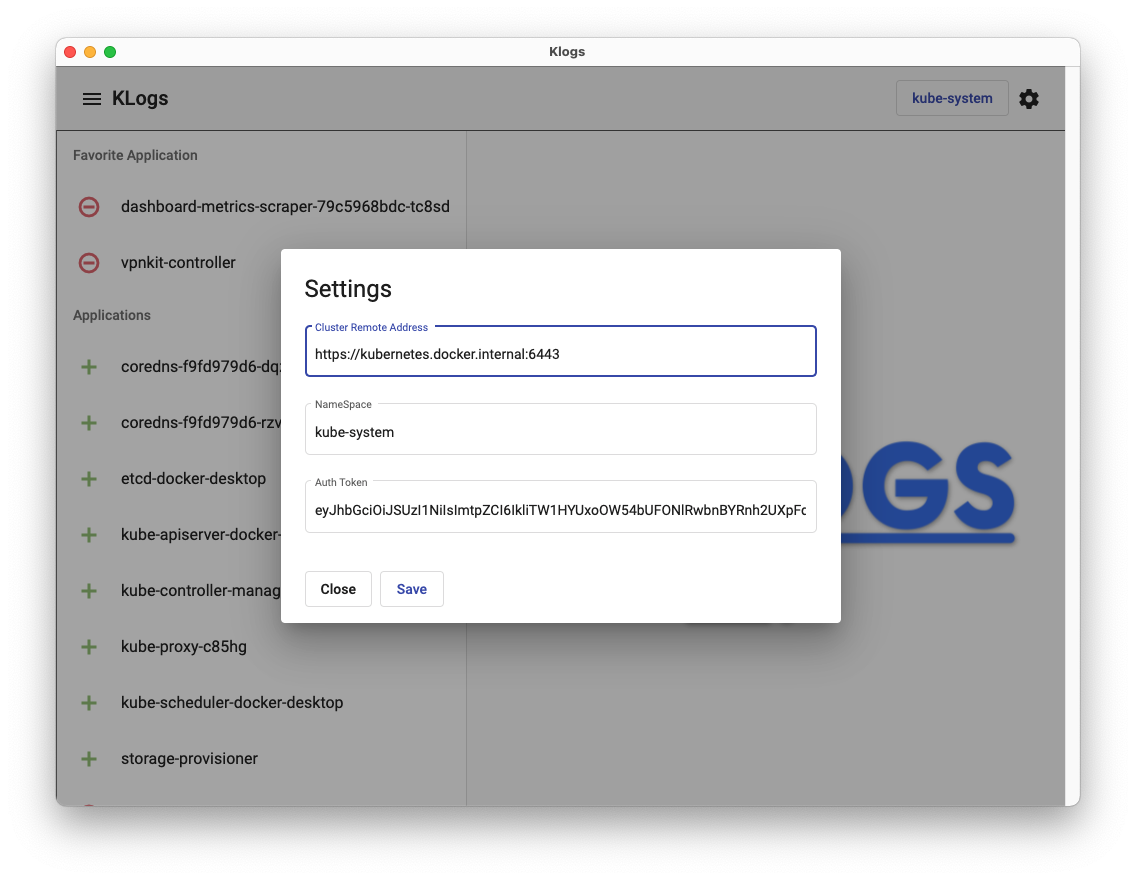 Klogs
KLogs
kube-system
Favorite Application
dashboard-metrics-scraper-79c5968bdc-tc8sd
vpnkit-controller
Applications
coredns-f9fd979d6-dq
coredns-f9fd979d6-rzv
etcd-docker-desktop
kube-apiserver-docker-
kube-controller-manag
kube-proxy-c85hg
kube-scheduler-docker-desktop
storage-provisioner
OGS
Settings
Cluster Remote Address
https://kubernetes.docker.internal:6443
NameSpace
kube-system
Auth Token
Close
Save